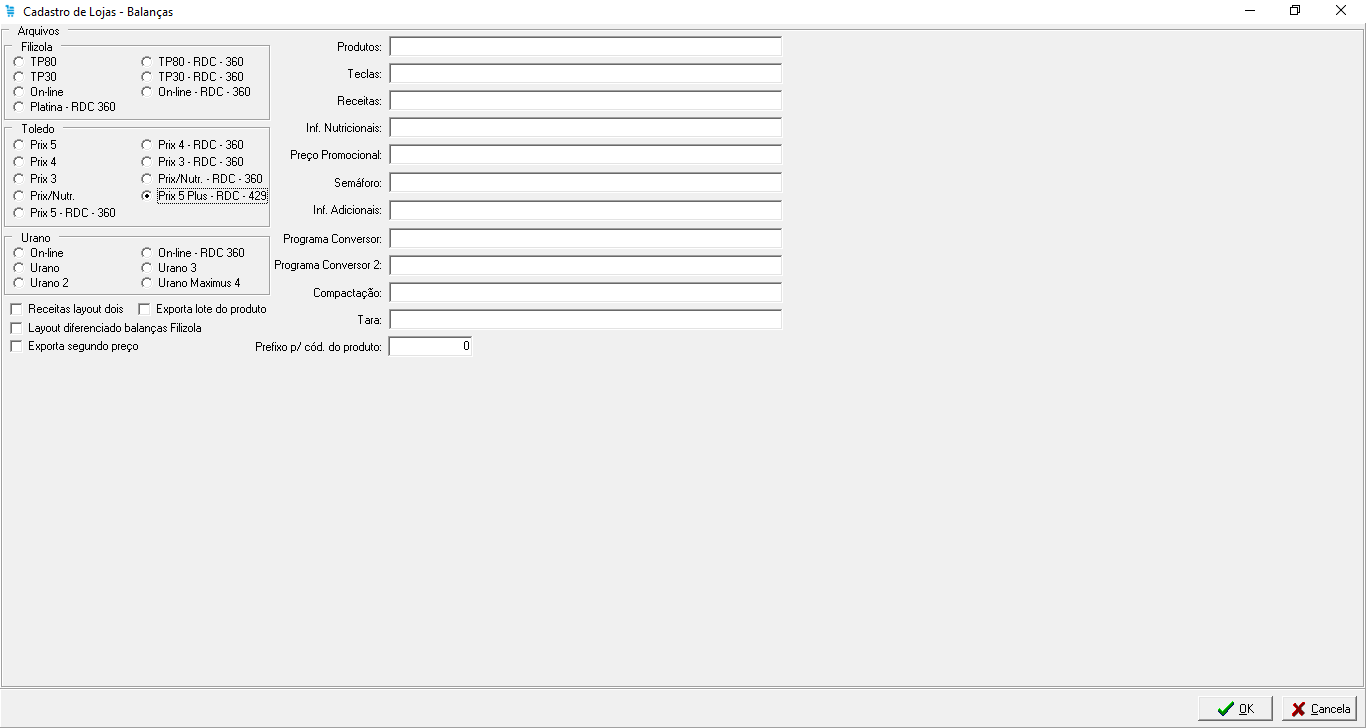 Cadastro de Lojas - Balanças
Arquivos
Filizola
TP80
TP80 - RDC - 360
TP30
TP30 - RDC - 360
On-line
On-line - RDC - 360
Platina - RDC 360
Toledo
Prix 5
Prix 4 - RDC - 360
Prix 4
Prix 3 - RDC - 360
Prix 3
Prix/Nutr. - RDC - 360
Prix/Nutr.
Prix 5 Plus - RDC - 429
Prix 5 - RDC - 360
Urano
On-line
On-line - RDC 360
Urano
Urano 3
Urano 2
Urano Maximus 4
Receitas layout dois
Exporta lote do produto
Layout diferenciado balanças Filizola
Exporta segundo preço
Produtos:
Teclas:
Receitas:
Inf. Nutricionais:
Preço Promocional:
Semáforo:
Inf. Adicionais:
Programa Conversor:
Programa Conversor 2:
Compactação:
Tara:
Prefixo p/ cód. do produto: 0
OK
Cancela